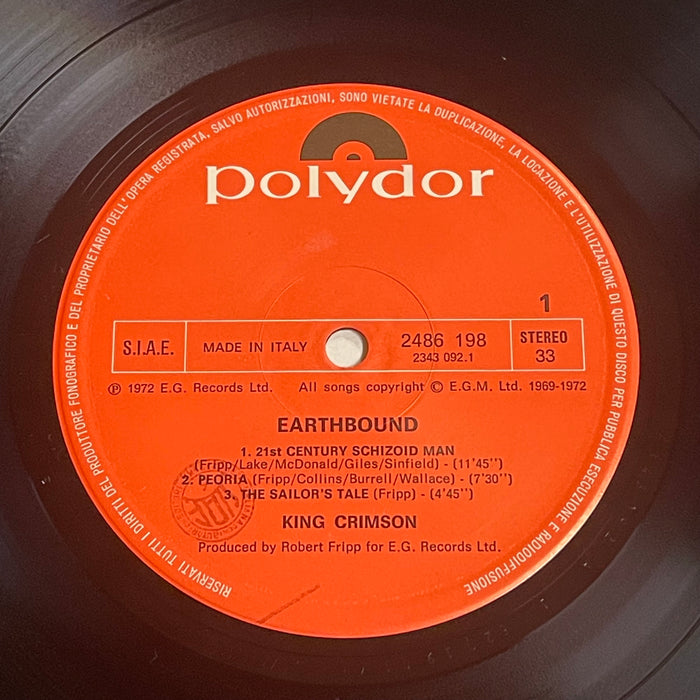 RISERVATI TUTTI I DIRITTI DEL PRODUTTORE FONOGRAFICO E DEL PROPRIETARIO DELL'OPERA REGISTRATA, SALVO AUTORIZZAZIONI, SONO VIETATE LA DUPLICAZIONE, LA LOCAZIONE E L'UTILIZZAZIONE DI QUESTO DISCO PER PUBBLICA ESECUZIONE E RADIODIFFUSIONE
polydor
1
S.I.A.E.
MADE IN ITALY
2486 198
2343 092.1
STEREO
33
℗ 1972 E.G. Records Ltd. All songs copyright © E.G.M. Ltd. 1969-1972
EARTHBOUND
1. 21st CENTURY SCHIZOID MAN
(Fripp/Lake/McDonald/Giles/Sinfield) - (11'45'')
2. PEORIA (Fripp/Collins/Burrell/Wallace) - (7'30'')
3. THE SAILOR'S TALE (Fripp) - (4'45'')
KING CRIMSON
Produced by Robert Fripp for E.G. Records Ltd.